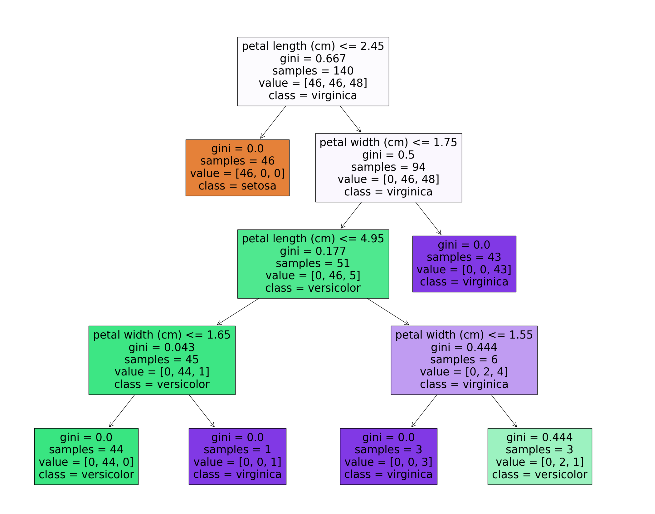 petal length (cm) <= 2.45
gini = 0.667
samples = 140
value = [46, 46, 48]
class = virginica
gini = 0.0
samples = 46
value = [46, 0, 0]
class = setosa
petal width (cm) <= 1.75
gini = 0.5
samples = 94
value = [0, 46, 48]
class = virginica
petal length (cm) <= 4.95
gini = 0.177
samples = 51
value = [0, 46, 5]
class = versicolor
gini = 0.0
samples = 43
value = [0, 0, 43]
class = virginica
petal width (cm) <= 1.65
gini = 0.043
samples = 45
value = [0, 44, 1]
class = versicolor
petal width (cm) <= 1.55
gini = 0.444
samples = 6
value = [0, 2, 4]
class = virginica
gini = 0.0
samples = 44
value = [0, 44, 0]
class = versicolor
gini = 0.0
samples = 1
value = [0, 0, 1]
class = virginica
gini = 0.0
samples = 3
value = [0, 0, 3]
class = virginica
gini = 0.444
samples = 3
value = [0, 2, 1]
class = versicolor